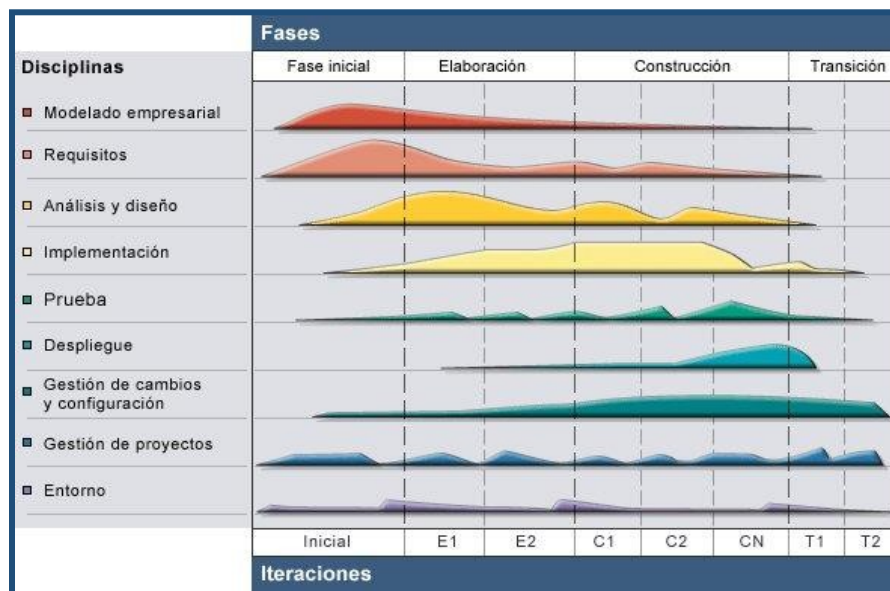 Fases
Disciplinas
Fase inicial
Elaboración
Construcción
Transición
Modelado empresarial
Requisitos
Análisis y diseño
Implementación
Prueba
Despliegue
Gestión de cambios
y configuración
Gestión de proyectos
Entorno
Inicial
E1
E2
C1
C2
CN
T1
T2
Iteraciones